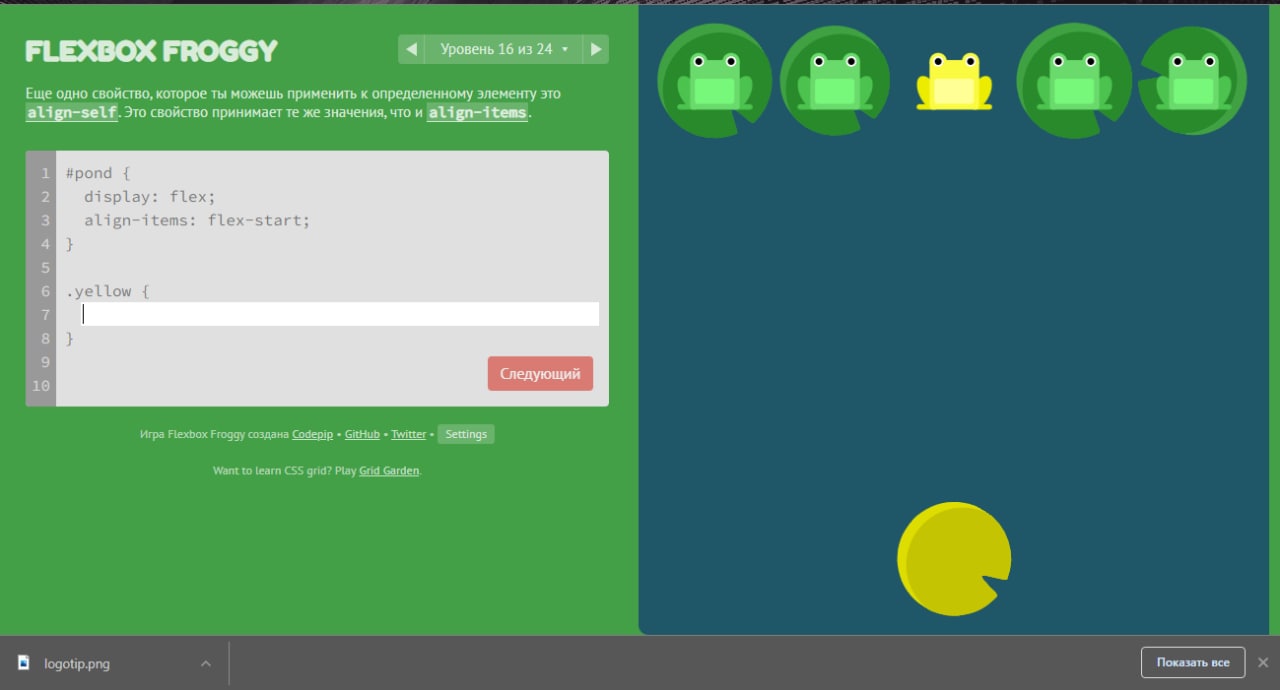 FLEXBOX FROGGY
Уровень 16 из 24
Еще одно свойство, которое ты можешь применить к определенному элементу это
align-self. Это свойство принимает те же значения, что и align-items.
1 #pond {
2 display: flex;
3 align-items: flex-start;
4 }
5
6 .yellow {
7
8 }
9
10
Следующий
Игра Flexbox Froggy создана Codepip • GitHub • Twitter • Settings
Want to learn CSS grid? Play Grid Garden.
logotip.png
Показать все